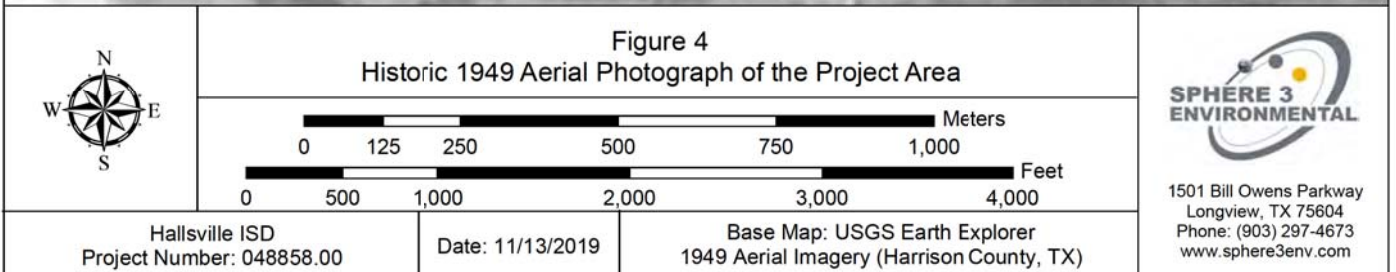 N
W E
S
Figure 4
Historic 1949 Aerial Photograph of the Project Area
Meters
0 125 250 500 750 1,000
Feet
0 500 1,000 2,000 3,000 4,000
Hallsville ISD
Project Number: 048858.00
Date: 11/13/2019
Base Map: USGS Earth Explorer
1949 Aerial Imagery (Harrison County, TX)
SPHERE 3
ENVIRONMENTAL
1501 Bill Owens Parkway
Longview, TX 75604
Phone: (903) 297-4673
www.sphere3env.com